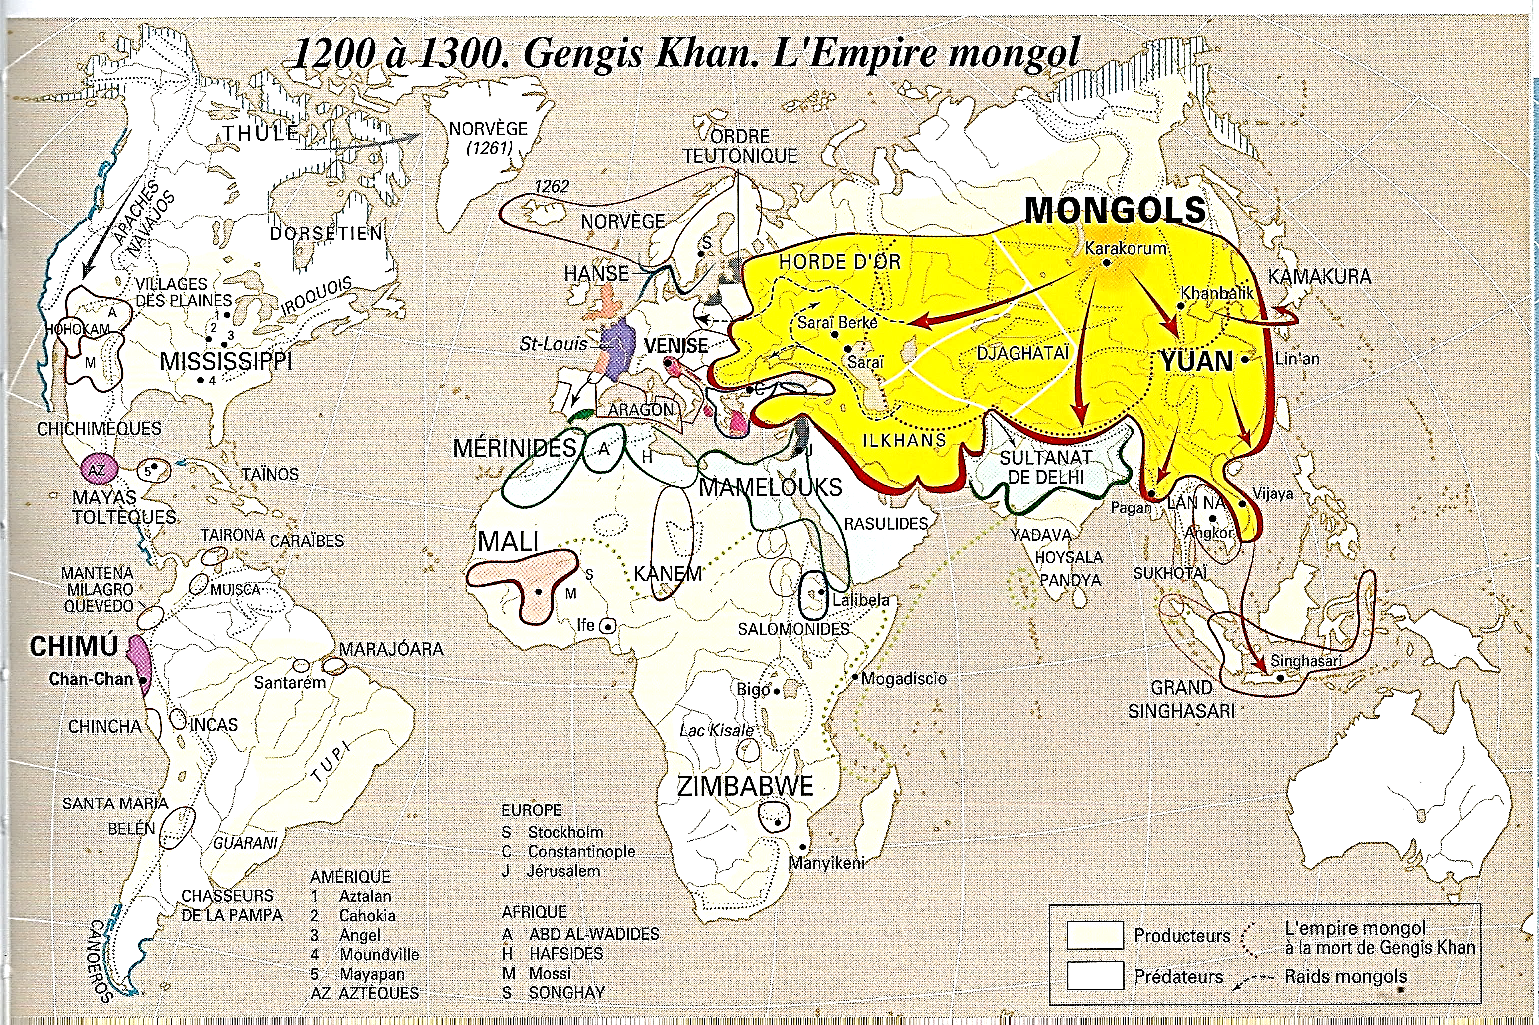 1200 à 1300. Gengis Khan. L'Empire mongol
THULÉ
NORVÈGE
(1261)
ORDRE
TEUTONIQUE
1262
NORVÈGE
APACHES
NAVAJOS
DORSÉTIEN
S
HANSE
MONGOLS
Karakorum
HORDE D'OR
KAMAKURA
Khanbalik
VILLAGES
DES PLAINES
IROQUOIS
A
1
2
3
HOHOKAM
M
MISSISSIPPI
4
St-Louis
VENISE
Saraï Berké
Saraï
DJAGHATAÏ
YUAN
Lin'an
C
ARAGON
CHICHIMÈQUES
ILKHANS
MÉRINIDES
A
H
J
SULTANAT
DE DELHI
AZ
5
TAÏNOS
MAYAS
TOLTÈQUES
MAMELOUKS
RASULIDES
Pagan
LAN NA
Vijaya
Angkor
TAIRONA
CARAÏBES
MALI
YADAVA
HOYSALA
PANDYA
SUKHOTAÏ
MANTENA
MILAGRO
QUEVEDO
MUISCA
S
M
KANEM
Ife
Lalibela
SALOMONIDES
CHIMÚ
Chan-Chan
MARAJÓARA
Santarém
Bigo
Mogadiscio
Singhasari
GRAND
SINGHASARI
CHINCHA
INCAS
Lac Kisale
TUPI
ZIMBABWE
SANTA MARIA
BELÉN
GUARANI
Manyikeni
CHASSEURS
DE LA PAMPA
CANOEROS
AMÉRIQUE
1 Aztalan
2 Cahokia
3 Angel
4 Moundville
5 Mayapan
AZ AZTÈQUES
EUROPE
S Stockholm
C Constantinople
J Jérusalem
AFRIQUE
A ABD AL-WADIDES
H HAFSIDES
M Mossi
S SONGHAY
Producteurs
Prédateurs
L'empire mongol
à la mort de Gengis Khan
Raids mongols